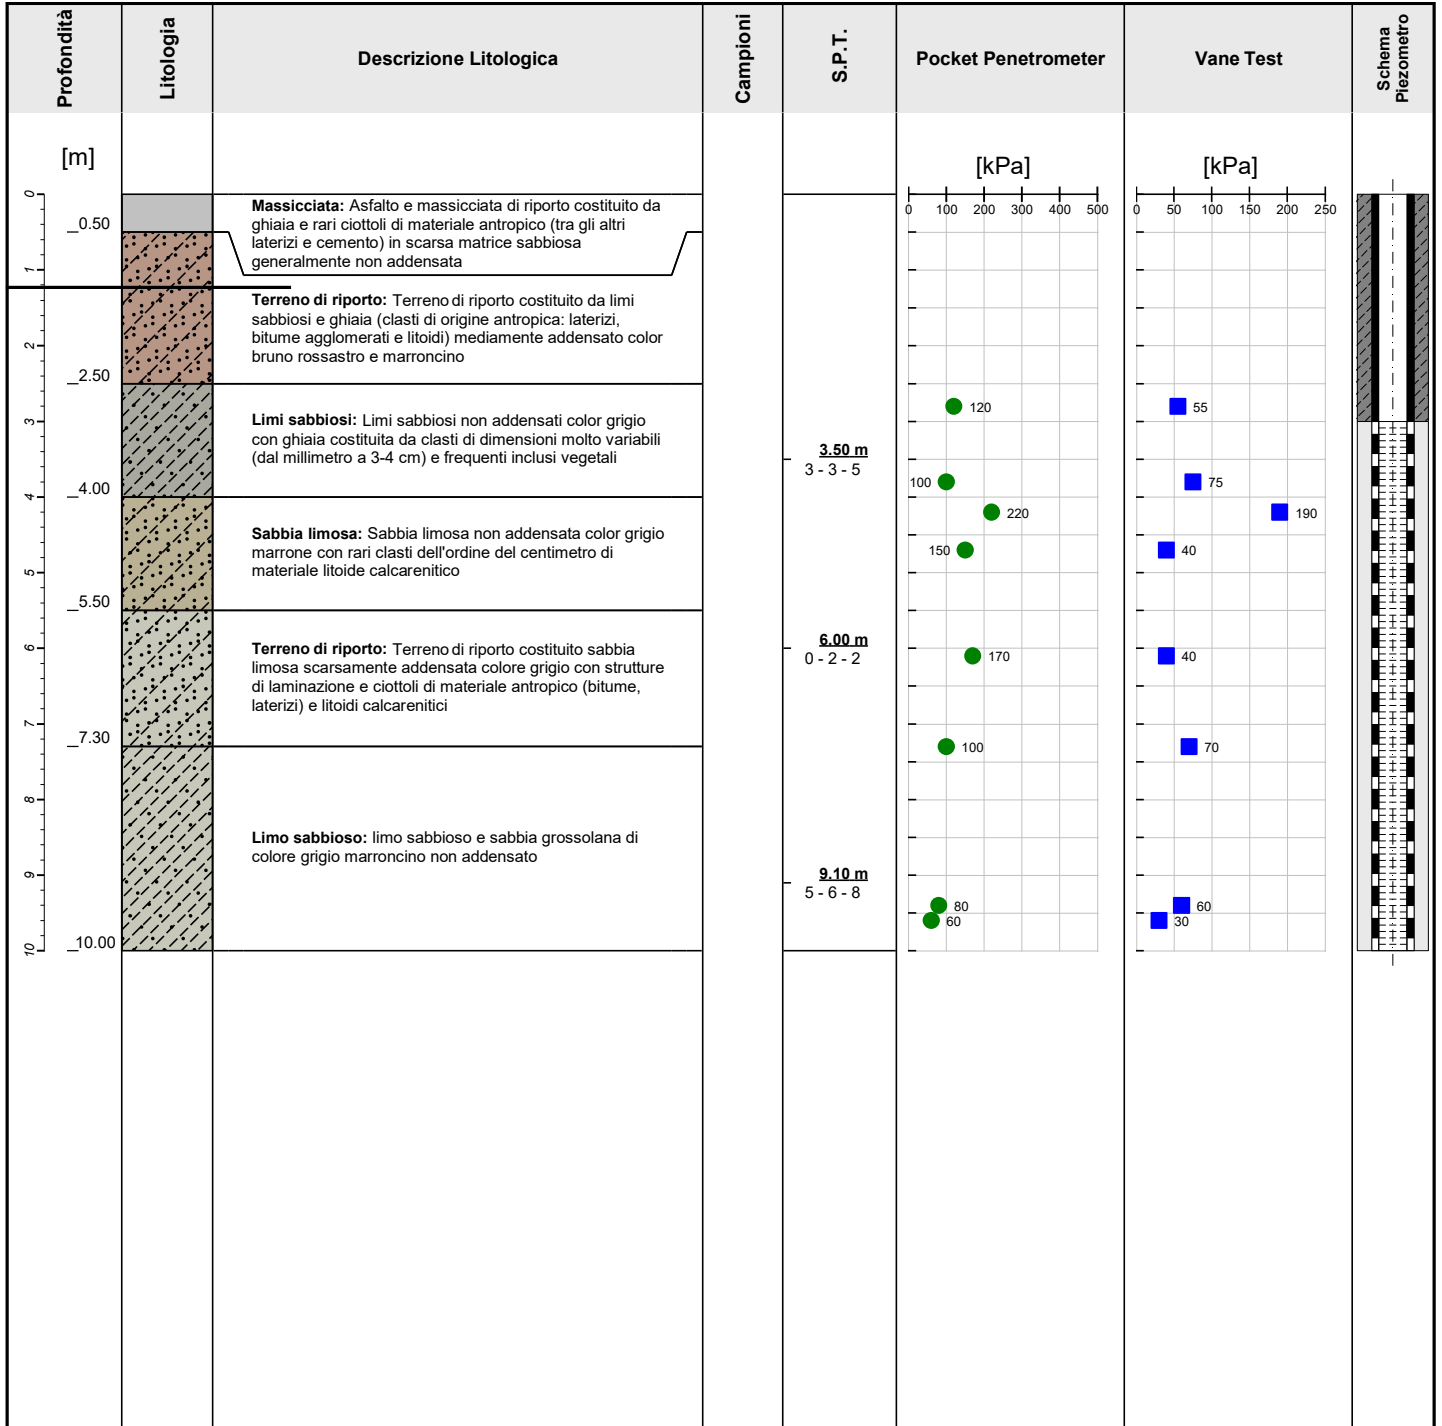 Profondità
Litologia
Descrizione Litologica
Campioni
S.P.T.
Pocket Penetrometer
Vane Test
Schema
Piezometro
[m]
[kPa]
[kPa]
0 100 200 300 400 500
0 50 100 150 200 250
0
1
2
3
4
5
6
7
8
9
10
0.50
2.50
4.00
5.50
7.30
10.00
Massicciata: Asfalto e massicciata di riporto costituito da
ghiaia e rari ciottoli di materiale antropico (tra gli altri
laterizi e cemento) in scarsa matrice sabbiosa
generalmente non addensata
Terreno di riporto: Terreno di riporto costituito da limi
sabbiosi e ghiaia (clasti di origine antropica: laterizi,
bitume agglomerati e litoidi) mediamente addensato color
bruno rossastro e marroncino
Limi sabbiosi: Limi sabbiosi non addensati color grigio
con ghiaia costituita da clasti di dimensioni molto variabili
(dal millimetro a 3-4 cm) e frequenti inclusi vegetali
Sabbia limosa: Sabbia limosa non addensata color grigio
marrone con rari clasti dell'ordine del centimetro di
materiale litoide calcarenitico
Terreno di riporto: Terreno di riporto costituito sabbia
limosa scarsamente addensata colore grigio con strutture
di laminazione e ciottoli di materiale antropico (bitume,
laterizi) e litoidi calcarenitici
Limo sabbioso: limo sabbioso e sabbia grossolana di
colore grigio marroncino non addensato
3.50 m
3 - 3 - 5
6.00 m
0 - 2 - 2
9.10 m
5 - 6 - 8
120
100
220
150
170
100
80
60
55
75
190
40
40
70
60
30